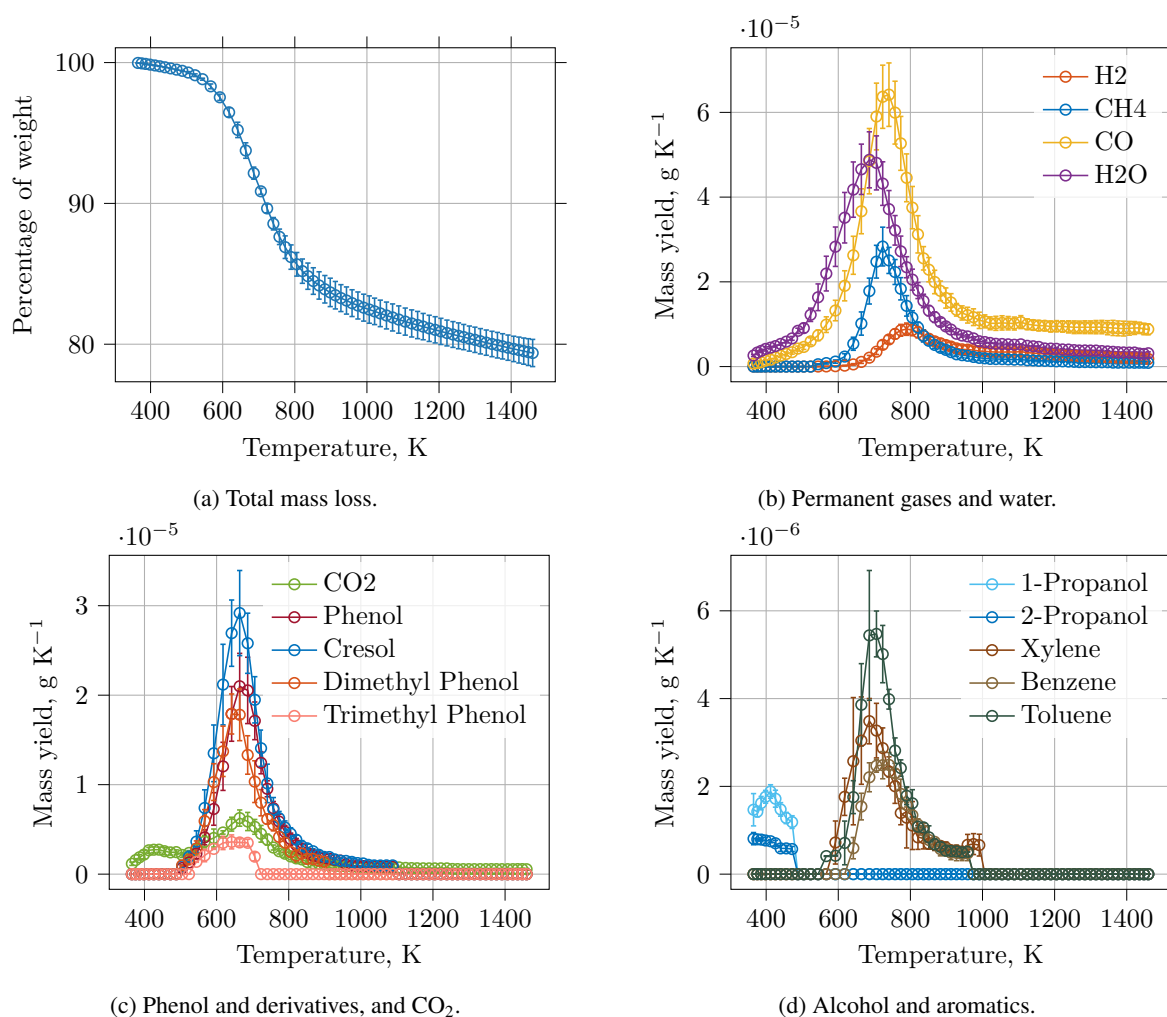 400 600 800 1000 1200 1400
100
90
80
Percentage of weight
Temperature, K
(a) Total mass loss.
·10⁻⁵
400 600 800 1000 1200 1400
6
4
2
0
Mass yield, g K⁻¹
H2
CH4
CO
H2O
Temperature, K
(b) Permanent gases and water.
·10⁻⁵
3
2
1
0
Mass yield, g K⁻¹
CO2
Phenol
Cresol
Dimethyl Phenol
Trimethyl Phenol
400 600 800 1000 1200 1400
Temperature, K
(c) Phenol and derivatives, and CO₂.
·10⁻⁶
6
4
2
0
Mass yield, g K⁻¹
1-Propanol
2-Propanol
Xylene
Benzene
Toluene
400 600 800 1000 1200 1400
Temperature, K
(d) Alcohol and aromatics.